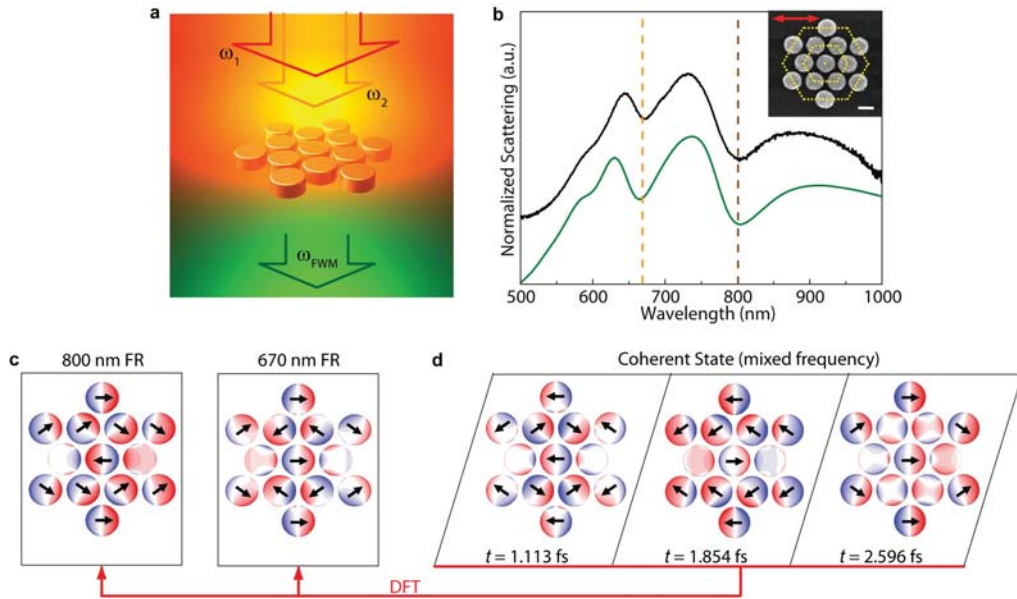 a
ω1
ω2
ωFWM
b
Normalized Scattering (a.u.)
500
600
700
800
900
1000
Wavelength (nm)
c
800 nm FR
670 nm FR
d
Coherent State (mixed frequency)
t = 1.113 fs
t = 1.854 fs
t = 2.596 fs
DFT